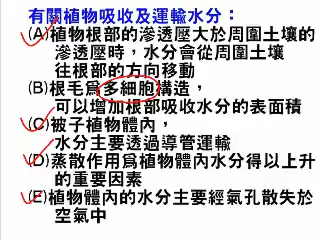 有關植物吸收及運輸水分：
(A)植物根部的滲透壓大於周圍土壤的
滲透壓時，水分會從周圍土壤
往根部的方向移動
(B)根毛為多細胞構造，
可以增加根部吸收水分的表面積
(C)被子植物體內，
水分主要透過導管運輸
(D)蒸散作用為植物體內水分得以上升
的重要因素
(E)植物體內的水分主要經氣孔散失於
空氣中